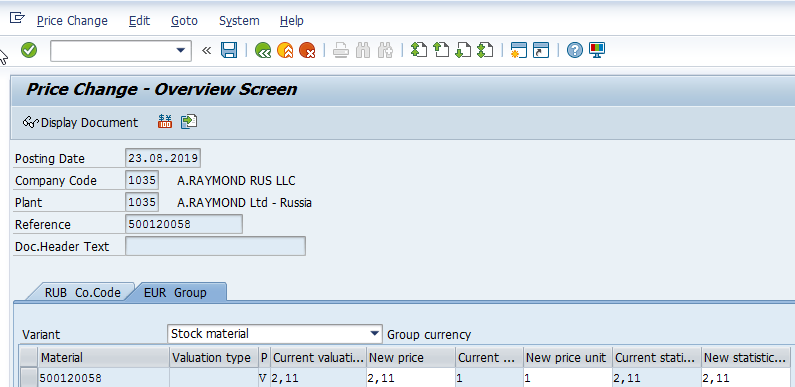 Price Change Edit Goto System Help
Price Change - Overview Screen
Display Document
Posting Date 23.08.2019
Company Code 1035 A.RAYMOND RUS LLC
Plant 1035 A.RAYMOND Ltd - Russia
Reference 500120058
Doc.Header Text
RUB Co.Code EUR Group
Variant Stock material Group currency
Material Valuation type P Current valuati... New price Current ... New price unit Current stati... New statistic...
500120058 V 2,11 2,11 1 1 2,11 2,11